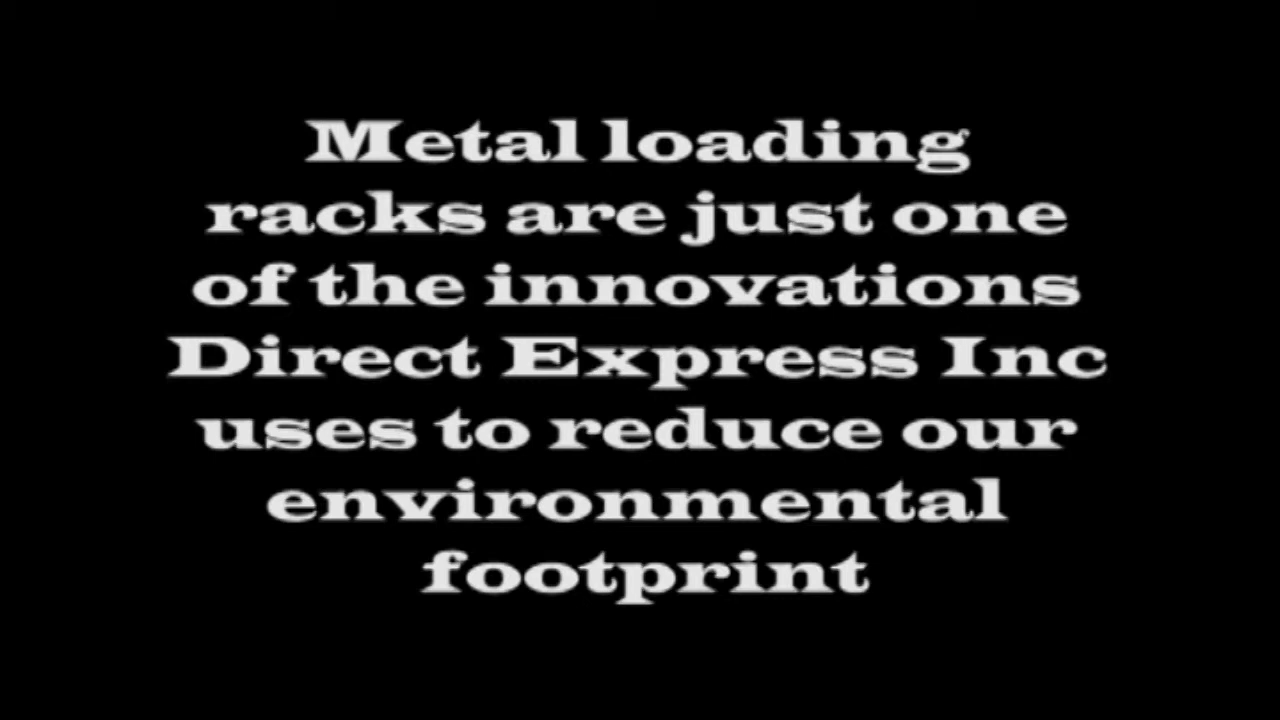 Metal loading
racks are just one
of the innovations
Direct Express Inc
uses to reduce our
environmental
footprint